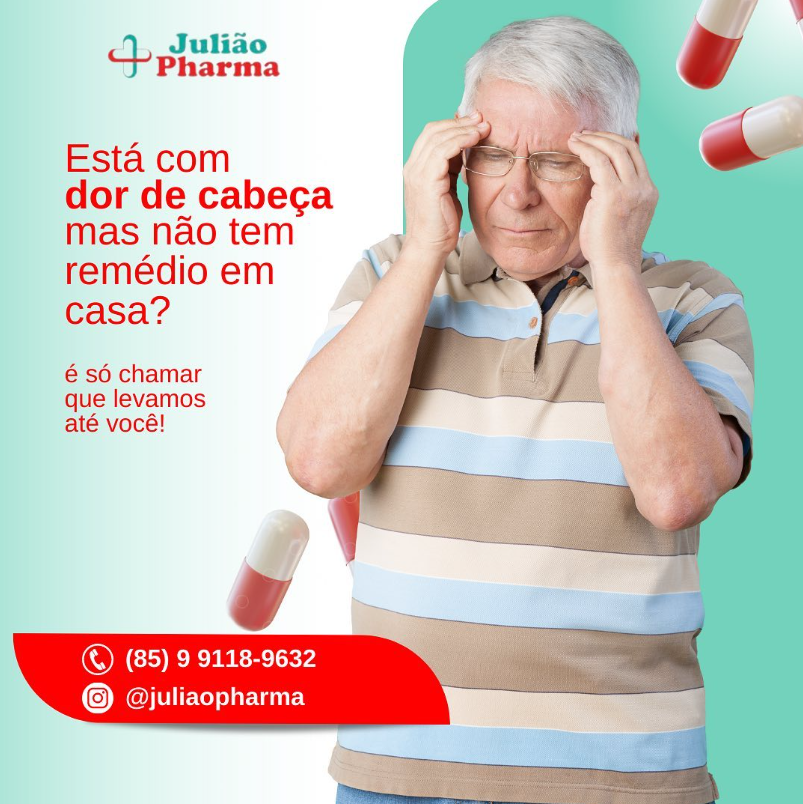 Julião
Pharma
Está com
dor de cabeça
mas não tem
remédio em
casa?
é só chamar
que levamos
até você!
(85) 9 9118-9632
@juliaopharma